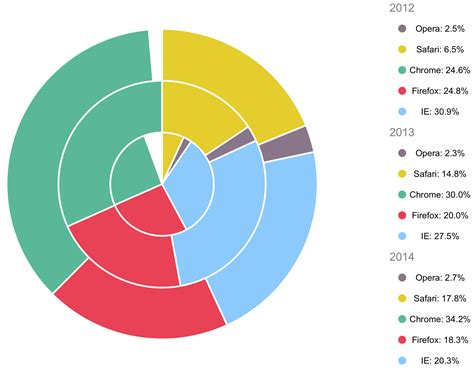 2012
Opera: 2.5%
Safari: 6.5%
Chrome: 24.6%
Firefox: 24.8%
IE: 30.9%
2013
Opera: 2.3%
Safari: 14.8%
Chrome: 30.0%
Firefox: 20.0%
IE: 27.5%
2014
Opera: 2.7%
Safari: 17.8%
Chrome: 34.2%
Firefox: 18.3%
IE: 20.3%